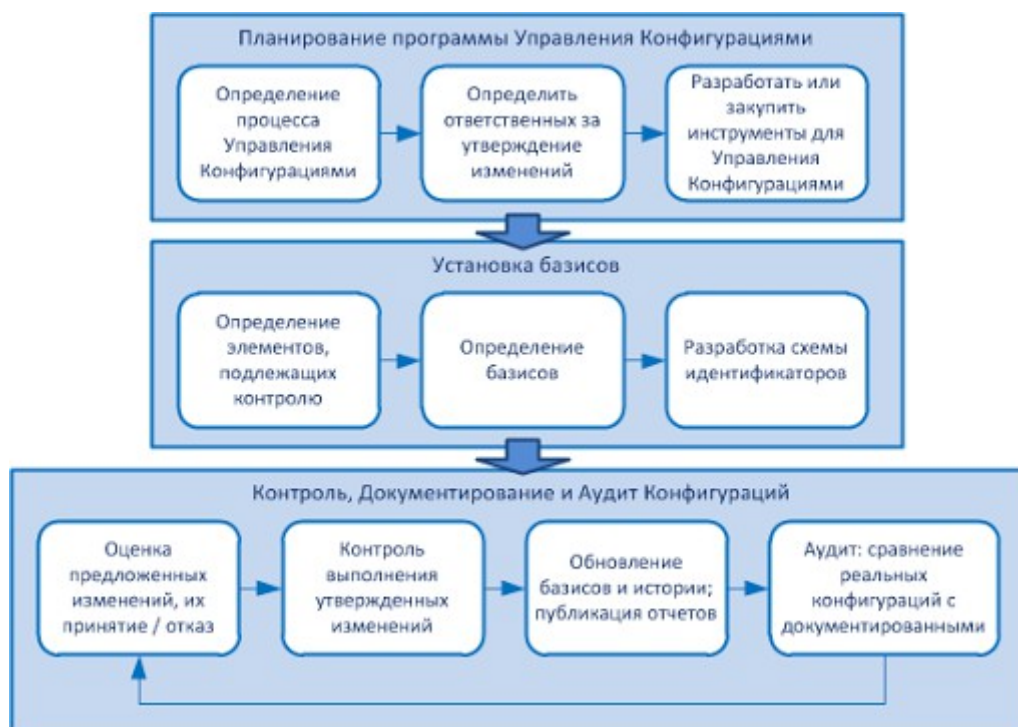 Планирование программы Управления Конфигурациями
Определение
процесса
Управления
Конфигурациями
Определить
ответственных за
утверждение
изменений
Разработать или
закупить
инструменты для
Управления
Конфигурациями
Установка базисов
Определение
элементов,
подлежащих
контролю
Определение
базисов
Разработка схемы
идентификаторов
Контроль, Документирование и Аудит Конфигураций
Оценка
предложенных
изменений, их
принятие / отказ
Контроль
выполнения
утвержденных
изменений
Обновление
базисов и истории;
публикация отчетов
Аудит: сравнение
реальных
конфигураций с
документированными